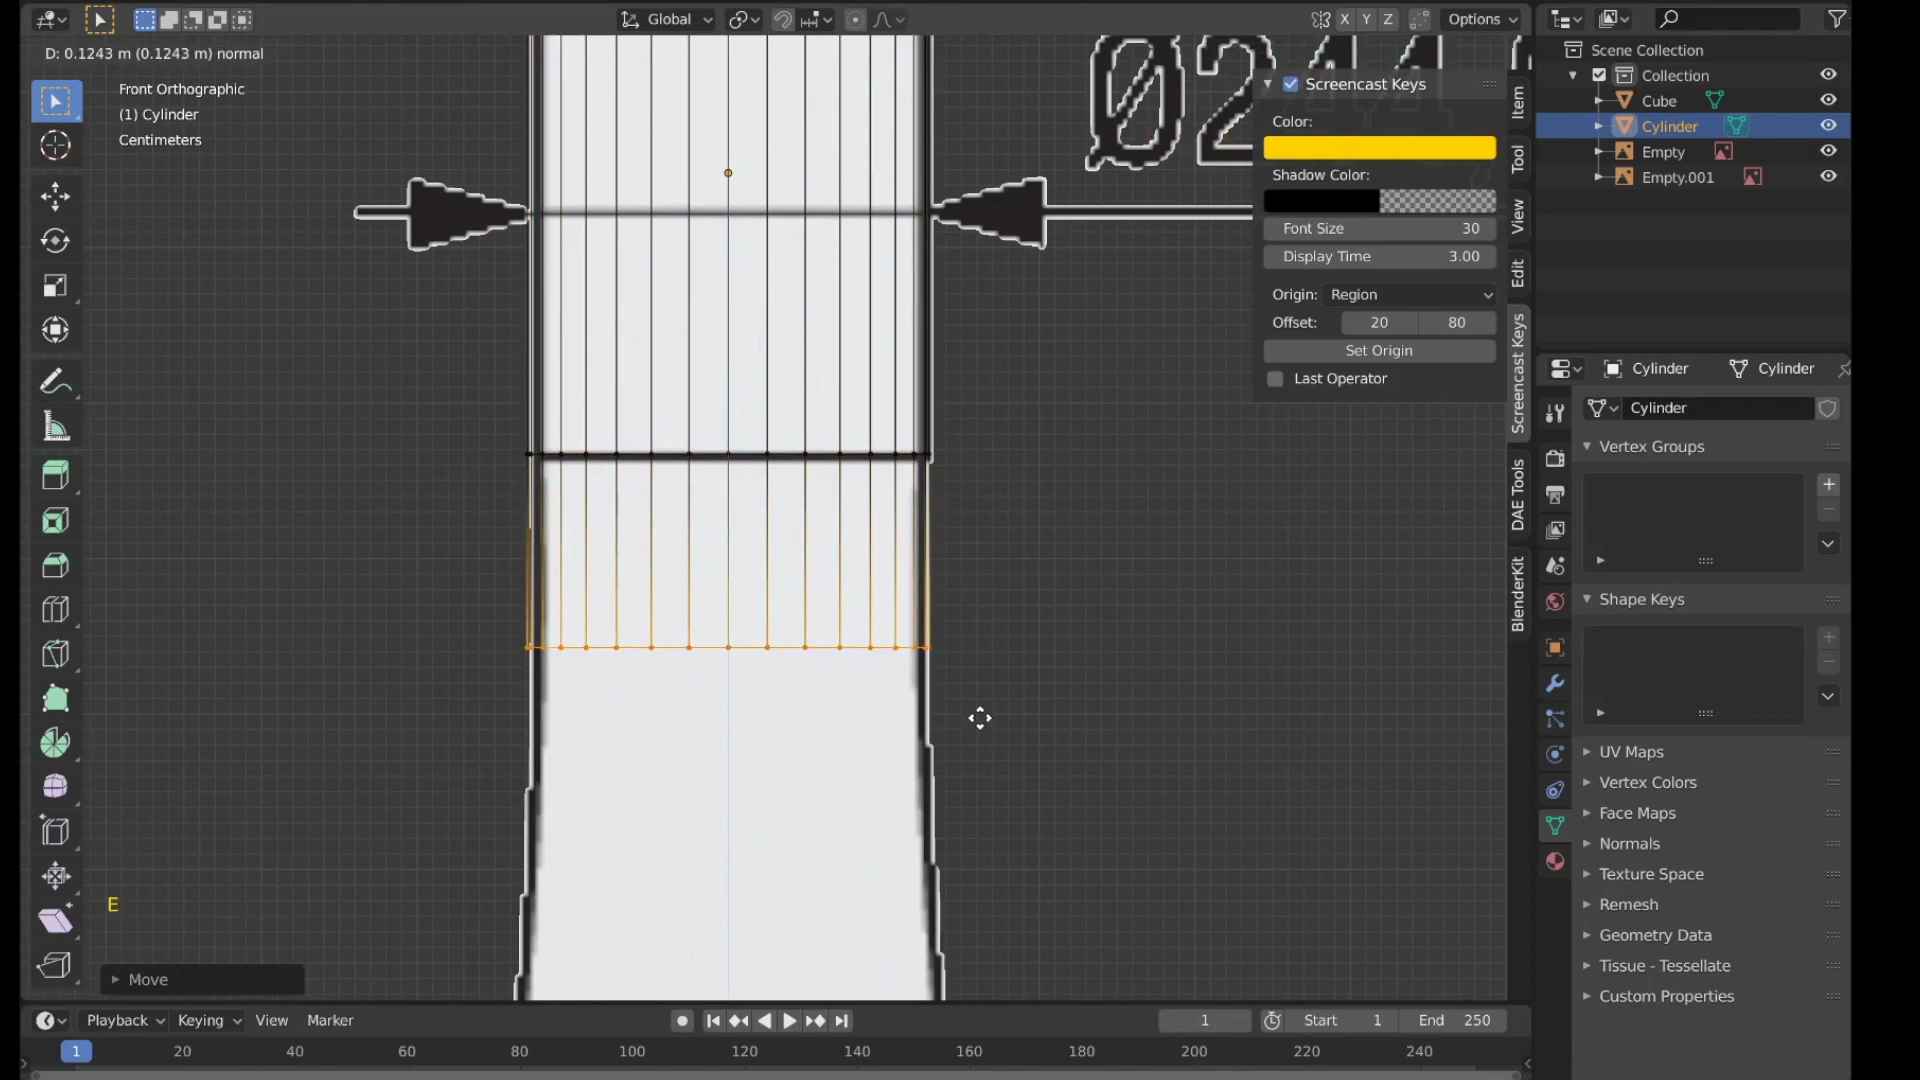 Global
X Y Z
Options
D: 0.1243 m (0.1243 m) normal
Front Orthographic
(1) Cylinder
Centimeters
Screencast Keys
Color:
Shadow Color:
Font Size 30
Display Time 3.00
Origin: Region
Offset: 20 80
Set Origin
Last Operator
Item
Tool
View
Edit
Screencast Keys
DAE Tools
BlenderKit
Scene Collection
Collection
Cube
Cylinder
Empty
Empty.001
Cylinder Cylinder
Cylinder
Vertex Groups
Shape Keys
UV Maps
Vertex Colors
Face Maps
Normals
Texture Space
Remesh
Geometry Data
Tissue - Tessellate
Custom Properties
E
Move
Playback Keying View Marker
1 Start 1 End 250
1 20 40 60 80 100 120 140 160 180 200 220 240